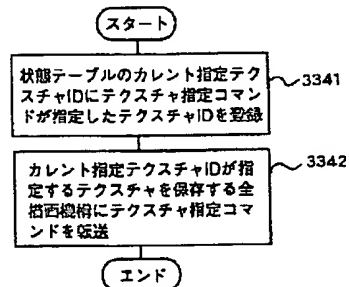 スタート
状態テーブルのカレント指定テク
スチャIDにテクスチャ指定コマン
ドが指定したテクスチャIDを登録
3341
カレント指定テクスチャIDが指
定するテクスチャを保存する全
描画機構にテクスチャ指定コマ
ンドを転送
3342
エンド